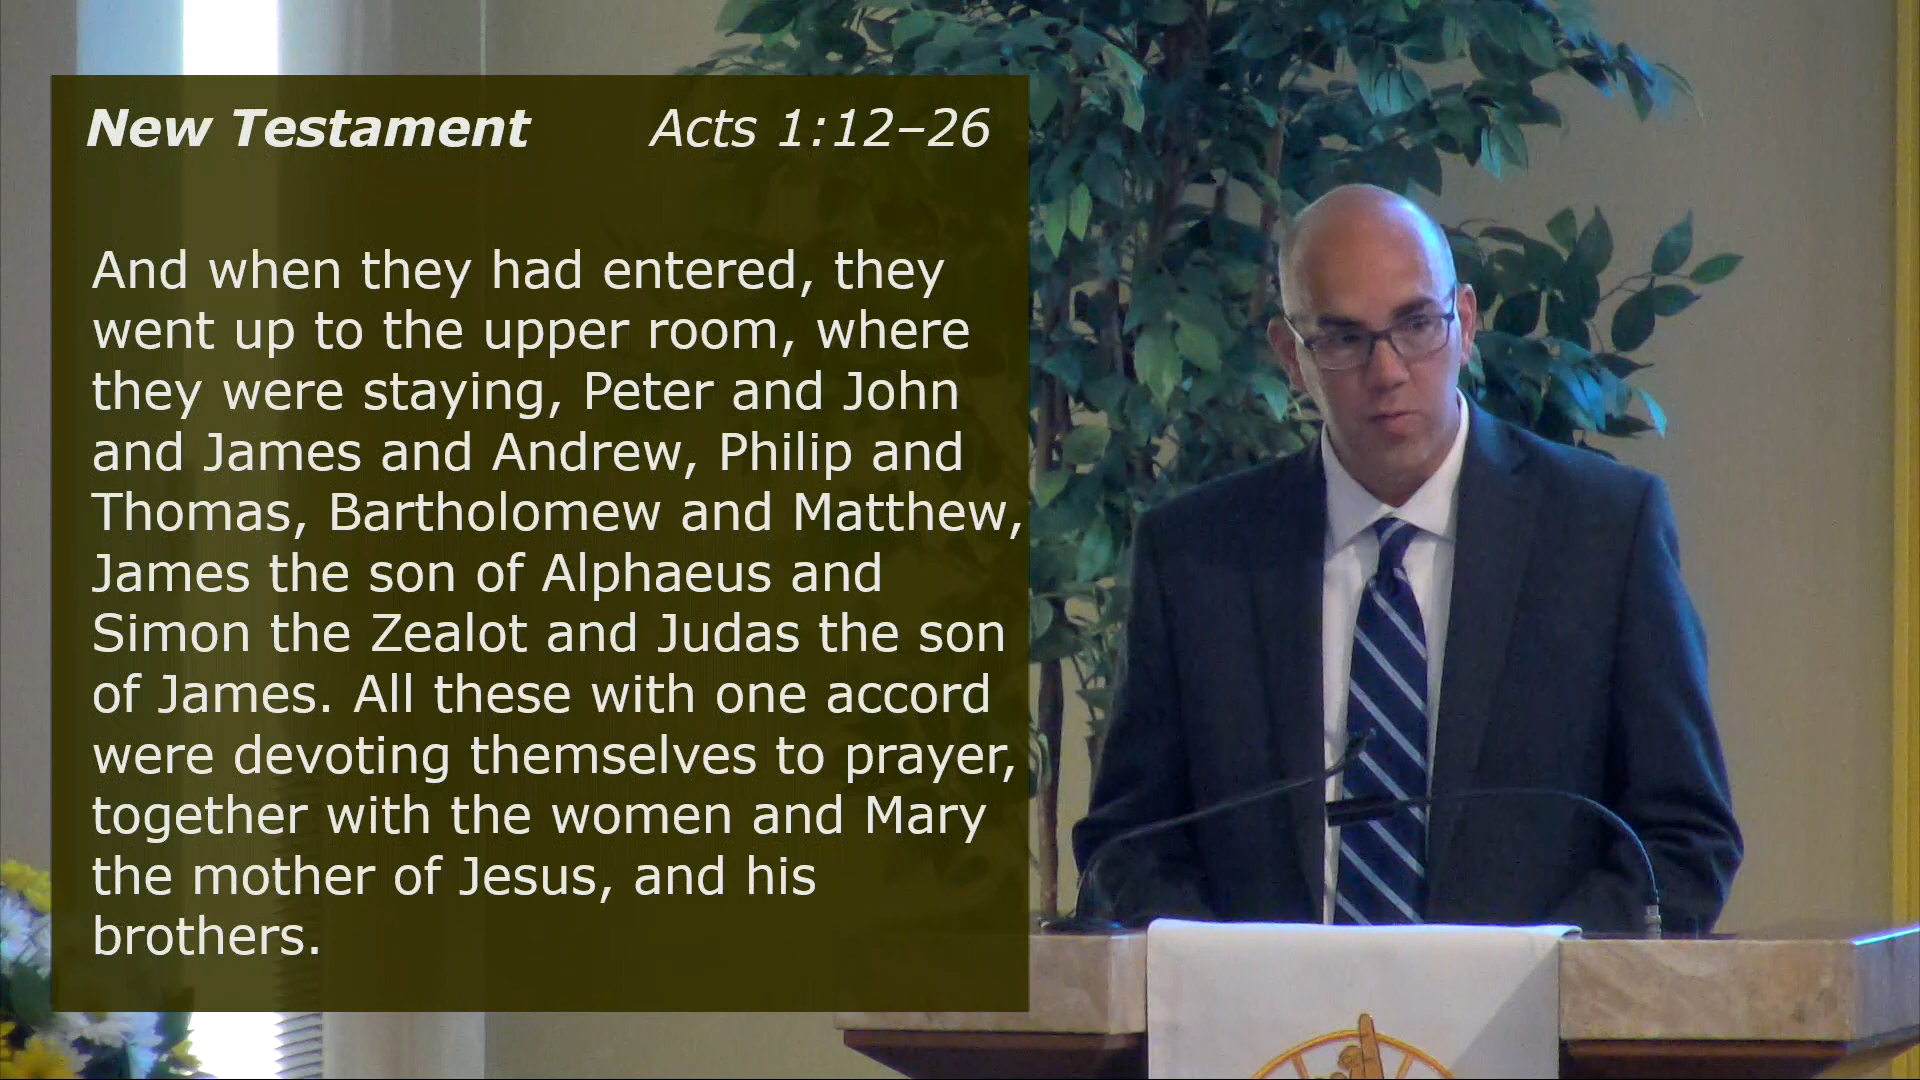 New Testament Acts 1:12–26
And when they had entered, they
went up to the upper room, where
they were staying, Peter and John
and James and Andrew, Philip and
Thomas, Bartholomew and Matthew,
James the son of Alphaeus and
Simon the Zealot and Judas the son
of James. All these with one accord
were devoting themselves to prayer,
together with the women and Mary
the mother of Jesus, and his
brothers.